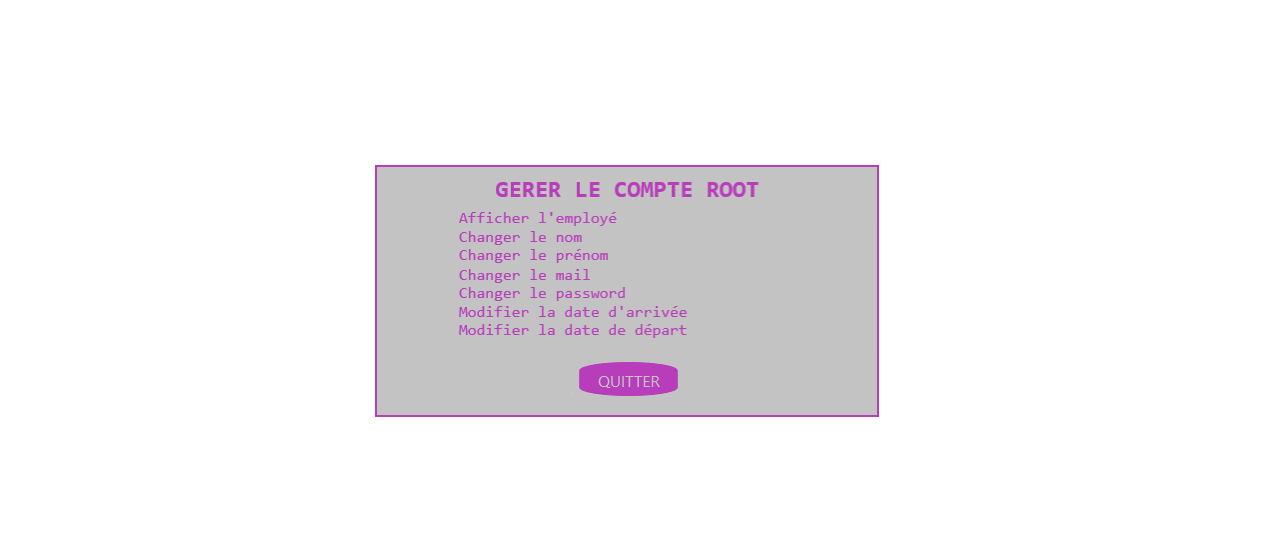 GERER LE COMPTE ROOT
Afficher l'employé
Changer le nom
Changer le prénom
Changer le mail
Changer le password
Modifier la date d'arrivée
Modifier la date de départ
QUITTER